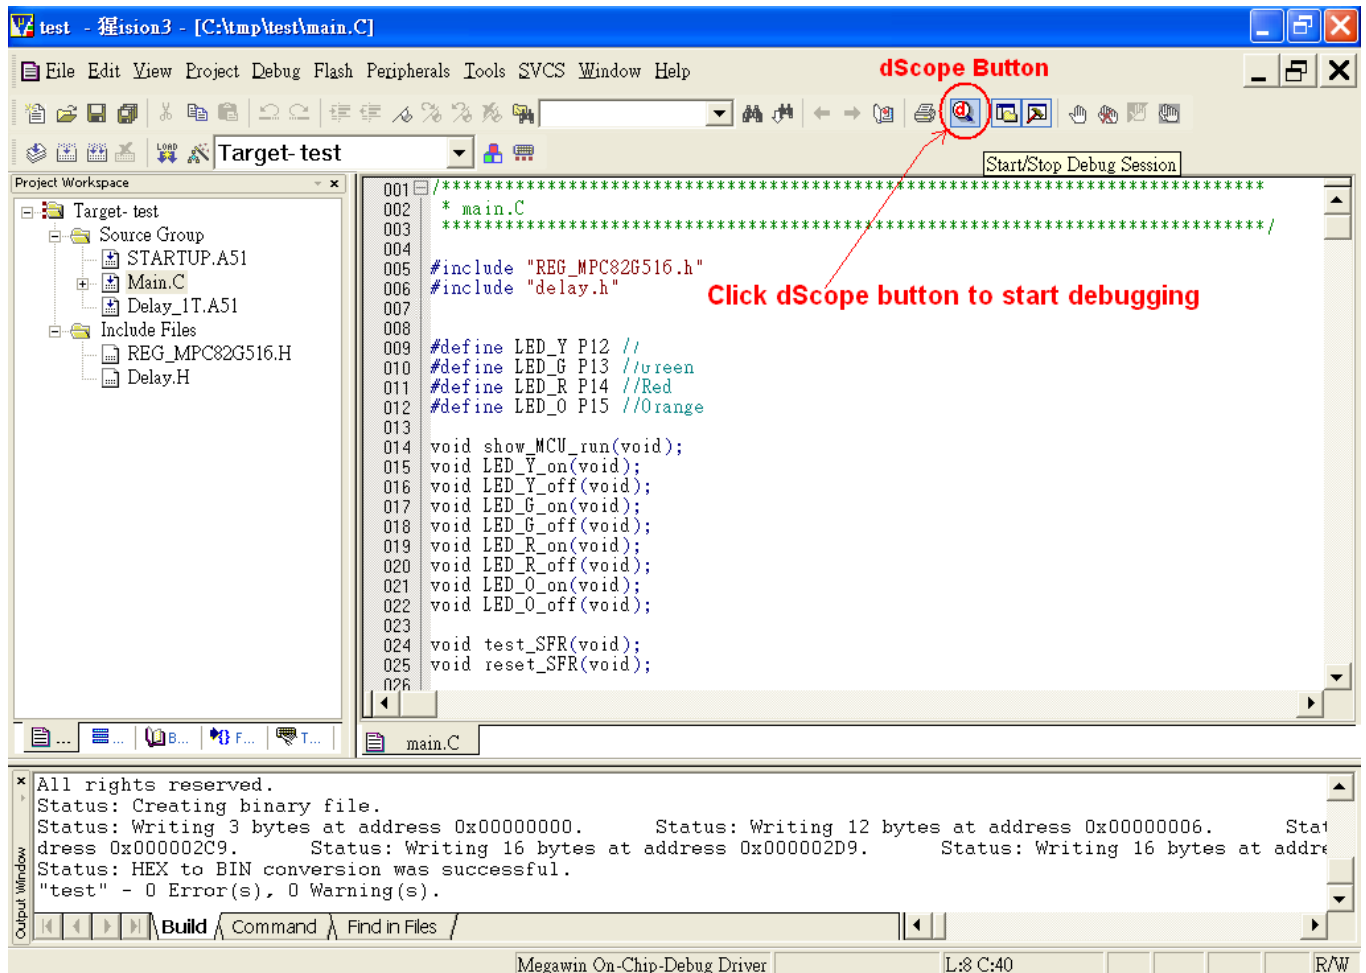 test - 猩ision3 - [C:\tmp\test\main.C]
File Edit View Project Debug Flash Peripherals Tools SVCS Window Help
dScope Button
LOAD
Target- test
Start/Stop Debug Session
Project Workspace
Target- test
Source Group
STARTUP.A51
Main.C
Delay_1T.A51
Include Files
REG_MPC82G516.H
Delay.H
... ... B... F... T...
001 /******************************************************************************
002 * main.C
003 ******************************************************************************/
004
005 #include "REG_MPC82G516.h"
006 #include "delay.h"
Click dScope button to start debugging
007
008
009 #define LED_Y P12 //
010 #define LED_G P13 //Green
011 #define LED_R P14 //Red
012 #define LED_O P15 //Orange
013
014 void show_MCU_run(void);
015 void LED_Y_on(void);
016 void LED_Y_off(void);
017 void LED_G_on(void);
018 void LED_G_off(void);
019 void LED_R_on(void);
020 void LED_R_off(void);
021 void LED_O_on(void);
022 void LED_O_off(void);
023
024 void test_SFR(void);
025 void reset_SFR(void);
026
main.C
Output Window
All rights reserved.
Status: Creating binary file.
Status: Writing 3 bytes at address 0x00000000. Status: Writing 12 bytes at address 0x00000006. Stat
dress 0x000002C9. Status: Writing 16 bytes at address 0x000002D9. Status: Writing 16 bytes at addre
Status: HEX to BIN conversion was successful.
"test" - 0 Error(s), 0 Warning(s).
Build Command Find in Files
Megawin On-Chip-Debug Driver L:8 C:40 R/W